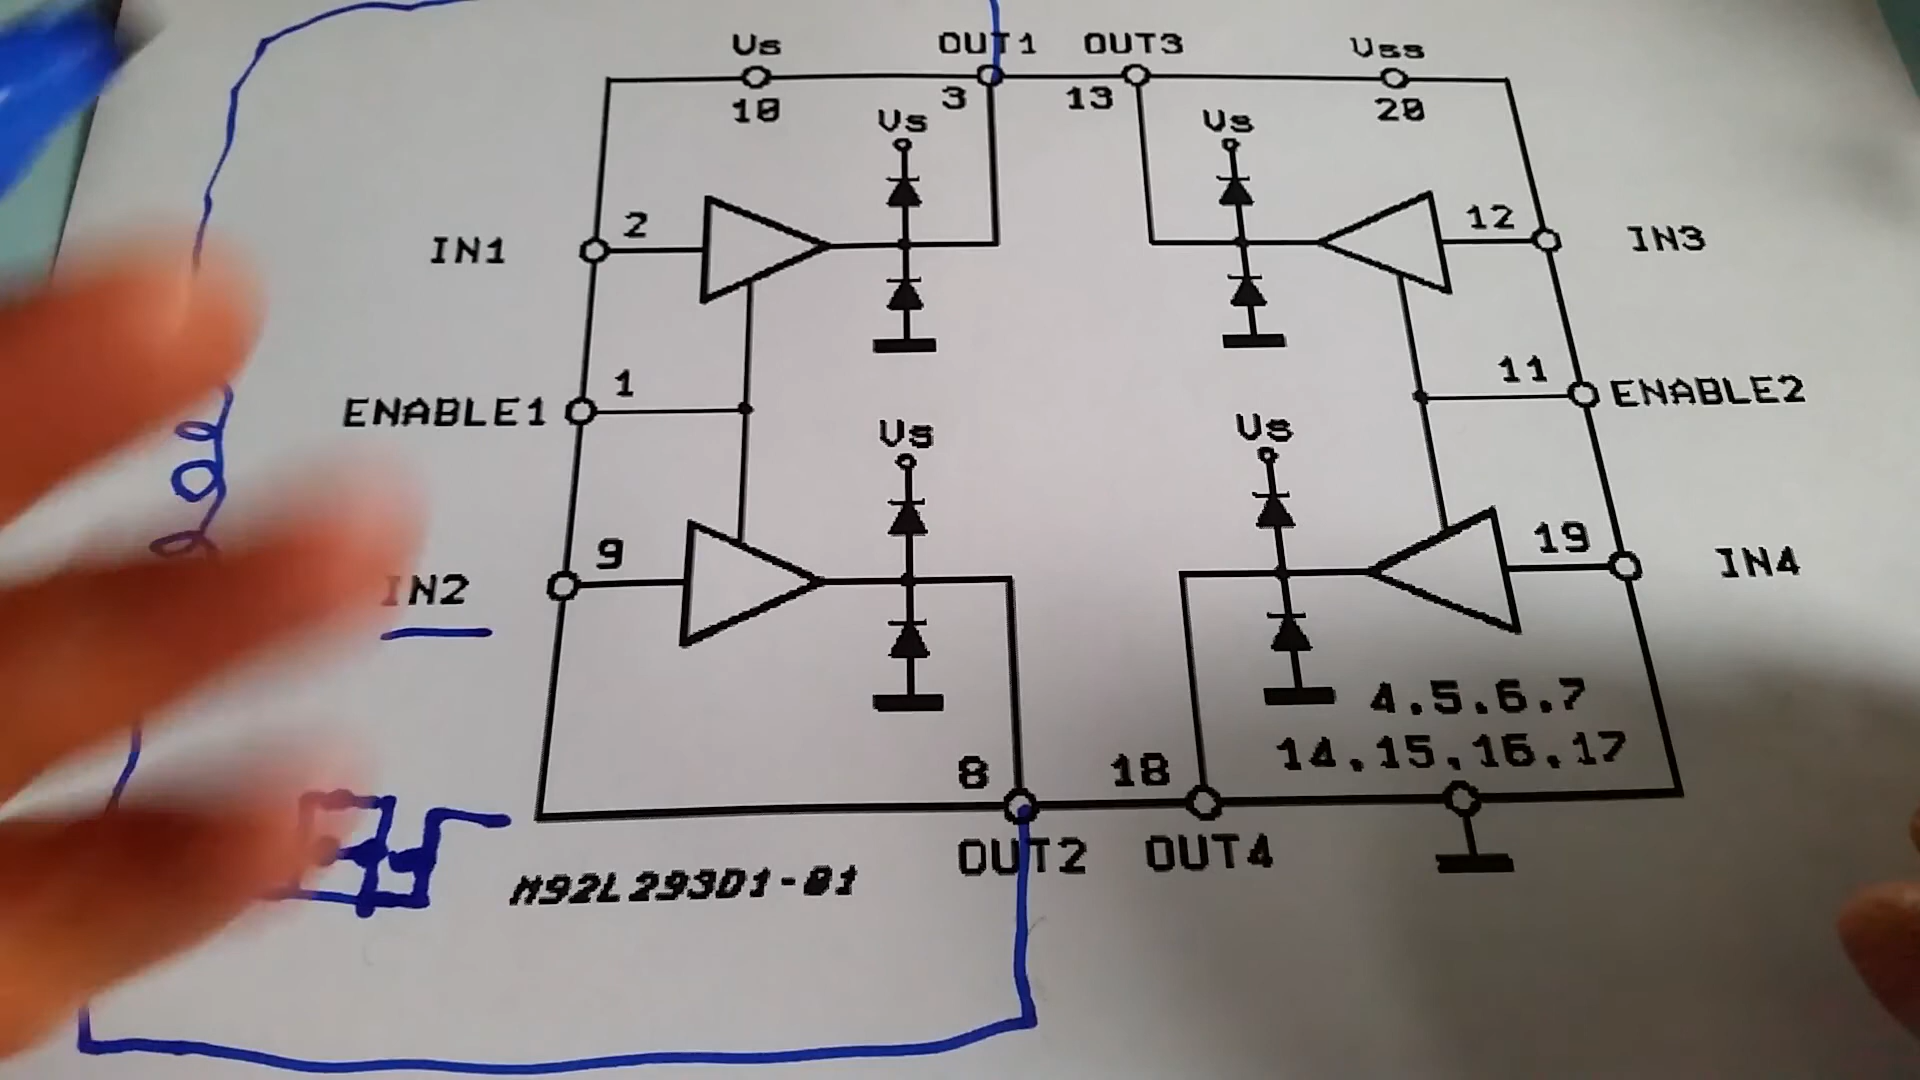 Vs OUT1 OUT3 Vss
10 3 13 20
Vs Vs
IN1 2 12 IN3
ENABLE1 1 11 ENABLE2
Vs Vs
IN2 9 19 IN4
4.5.6.7
8 18 14.15.16.17
OUT2 OUT4
M92L293D1-01